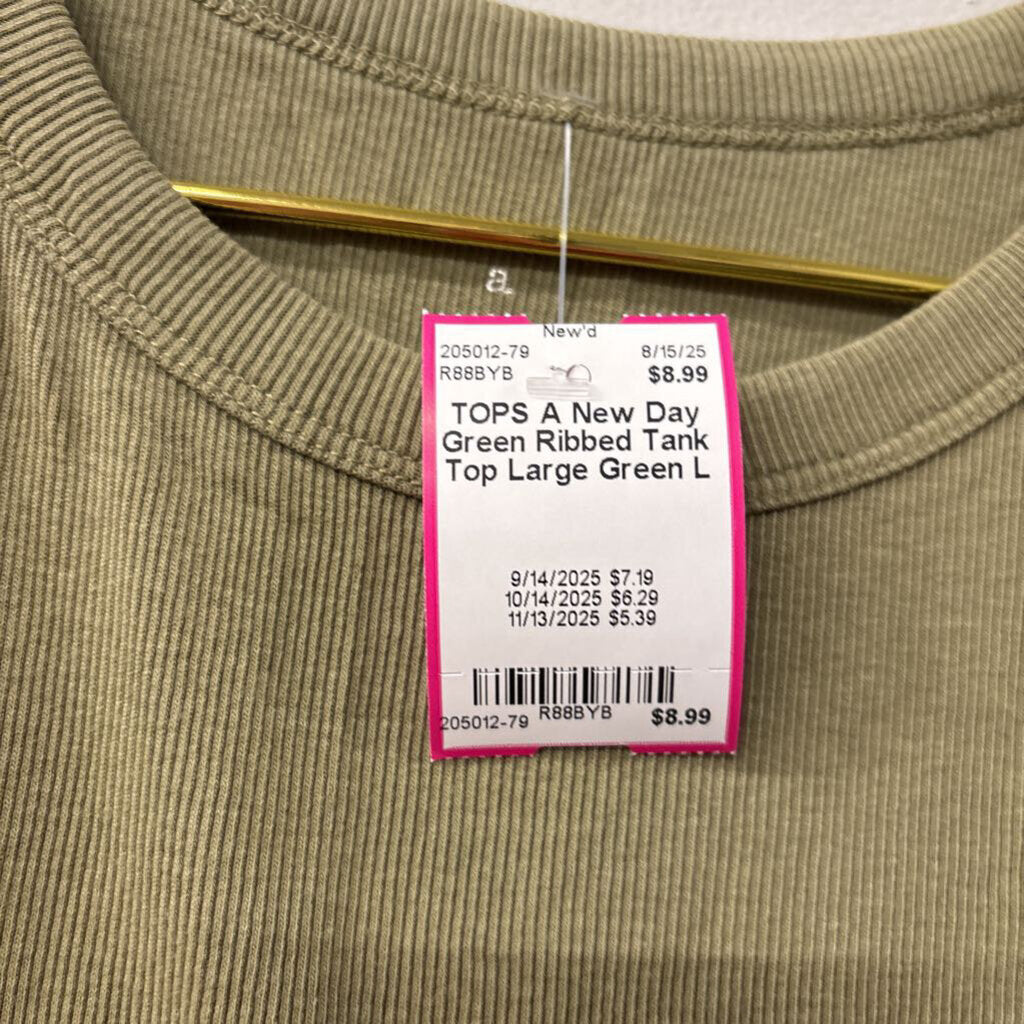 a.
New'd
205012-79 8/15/25
R88BYB $8.99
TOPS A New Day
Green Ribbed Tank
Top Large Green L
9/14/2025 $7.19
10/14/2025 $6.29
11/13/2025 $5.39
205012-79 R88BYB $8.99